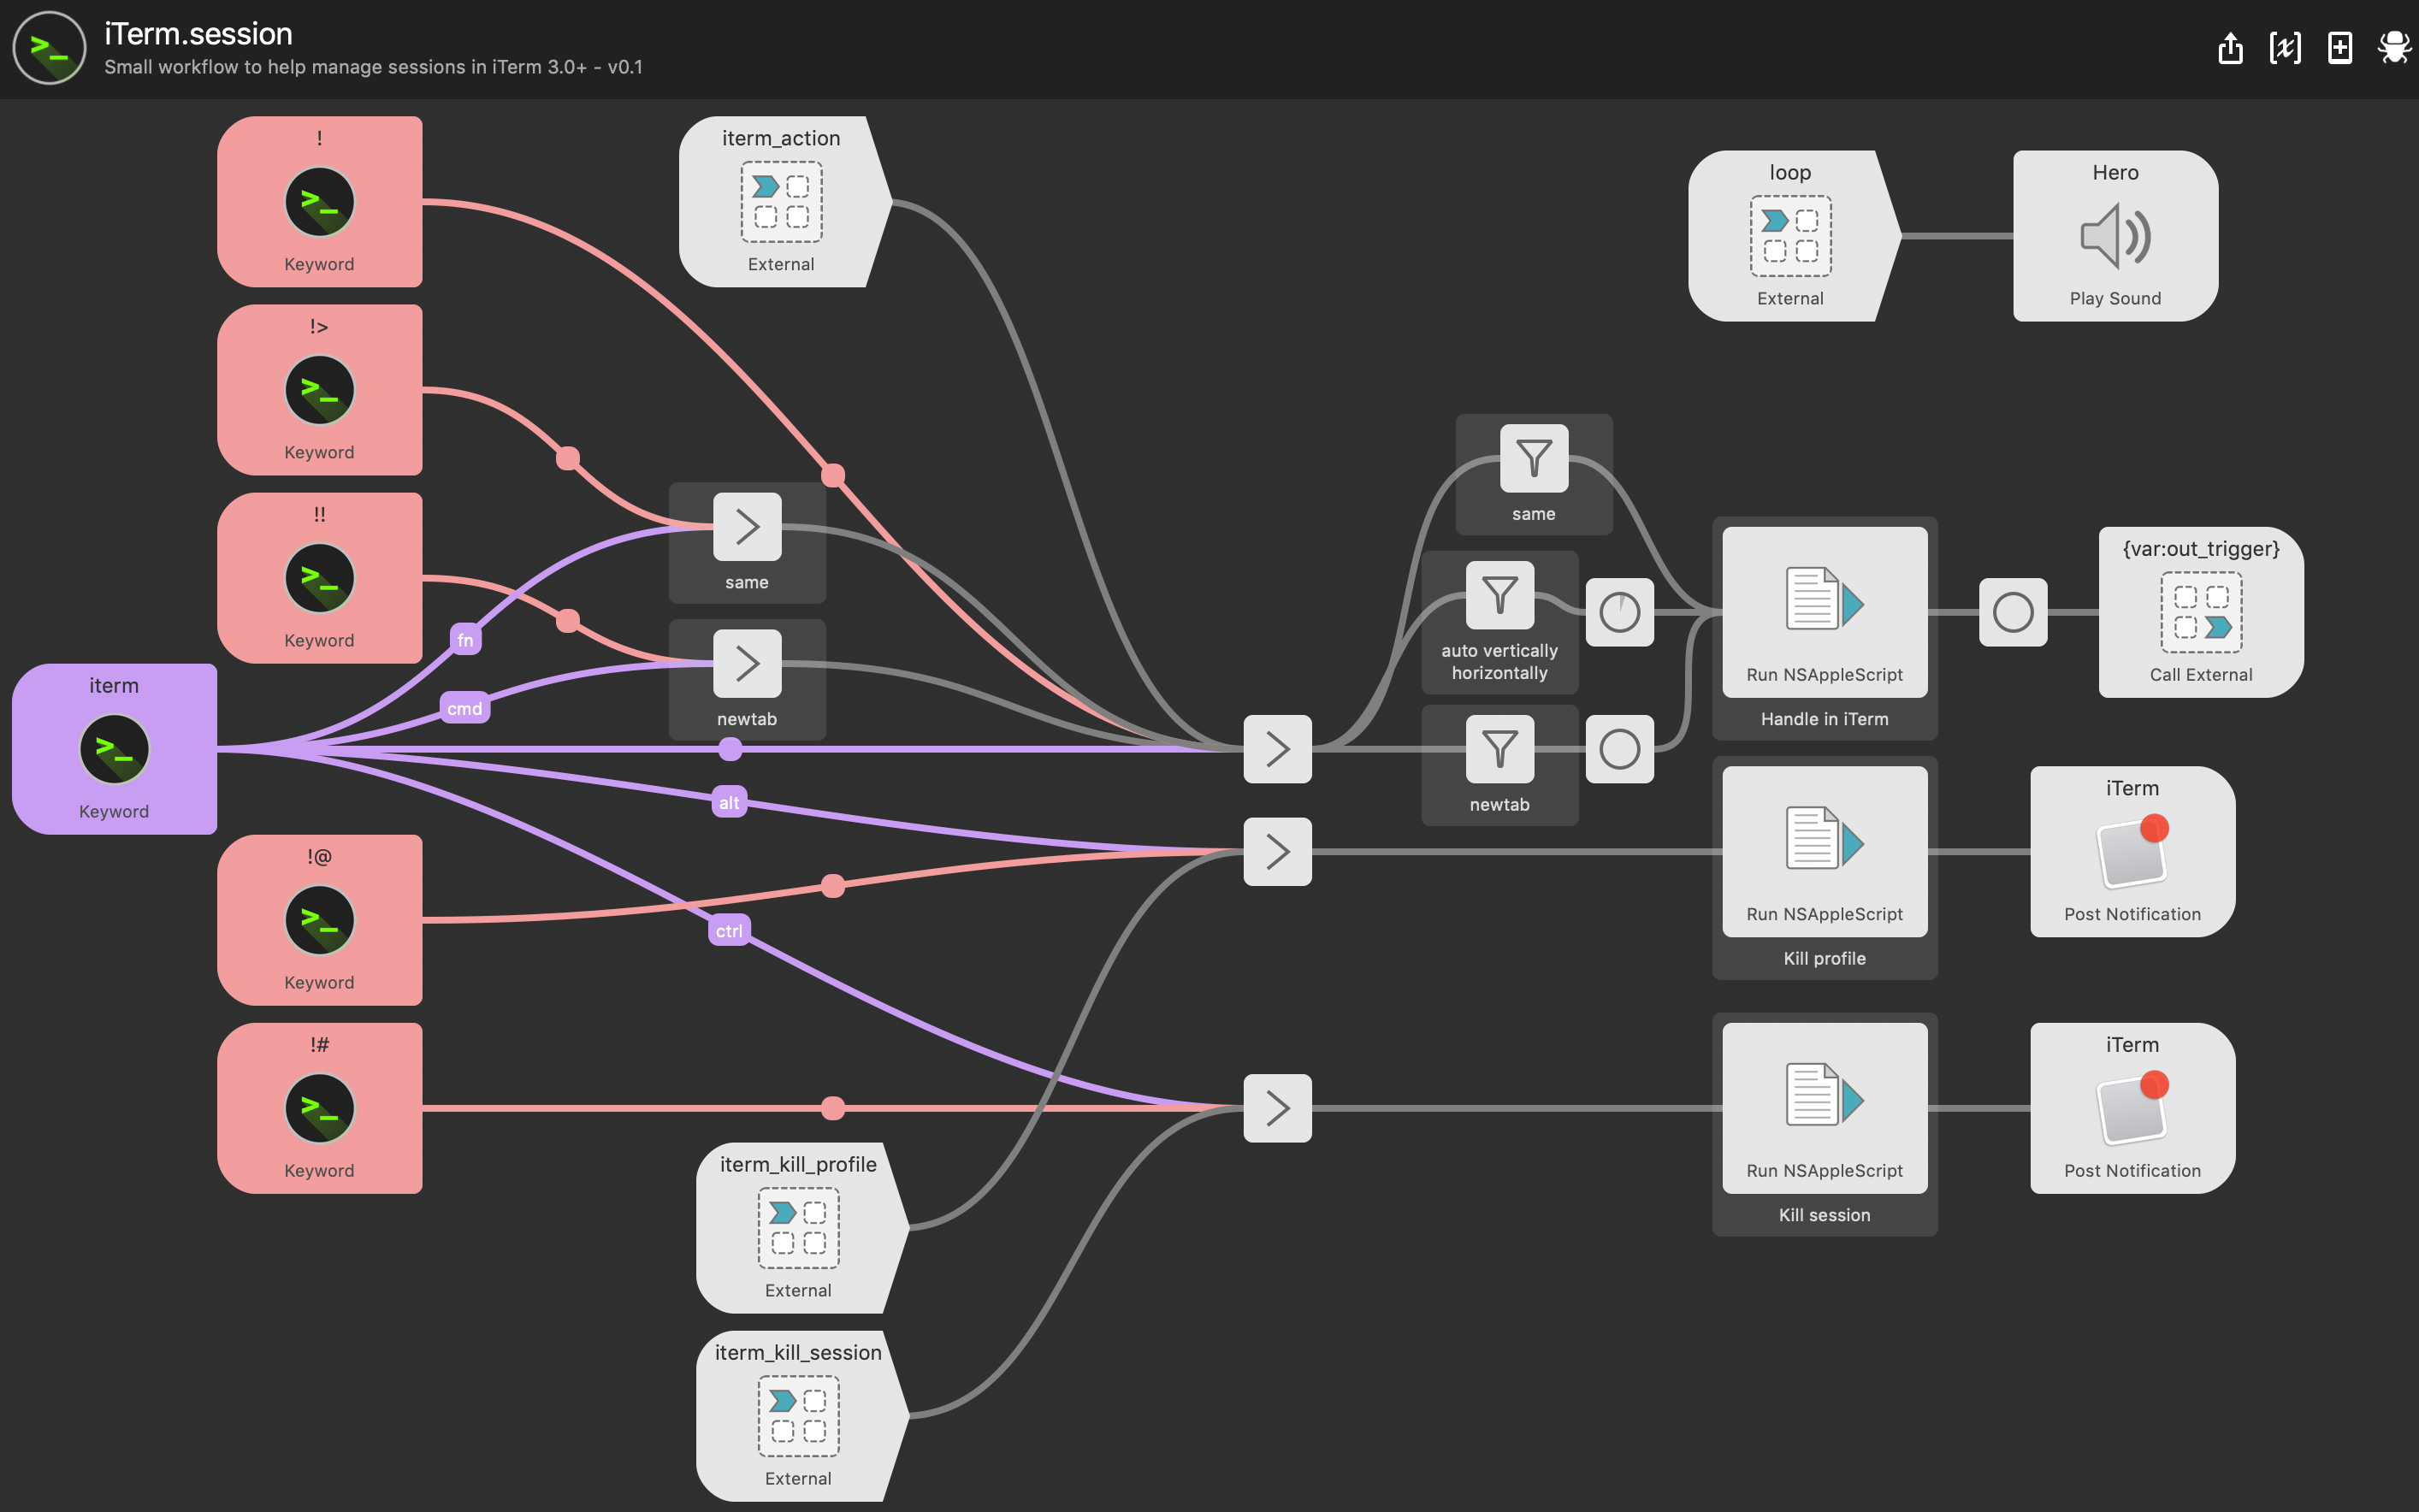 iTerm.session
Small workflow to help manage sessions in iTerm 3.0+ - v0.1
!
Keyword
iterm_action
External
loop
External
Hero
Play Sound
!>
Keyword
same
auto vertically
horizontally
newtab
!!
Keyword
same
newtab
fn
cmd
alt
ctrl
iterm
Keyword
Run NSAppleScript
Handle in iTerm
{var:out_trigger}
Call External
!@
Keyword
Run NSAppleScript
Kill profile
iTerm
Post Notification
!#
Keyword
Run NSAppleScript
Kill session
iTerm
Post Notification
iterm_kill_profile
External
iterm_kill_session
External